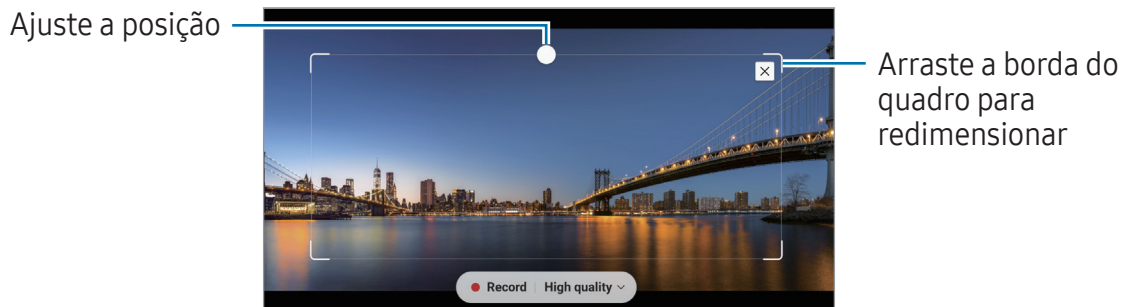 Ajuste a posição
Arraste a borda do
quadro para
redimensionar
Record High quality